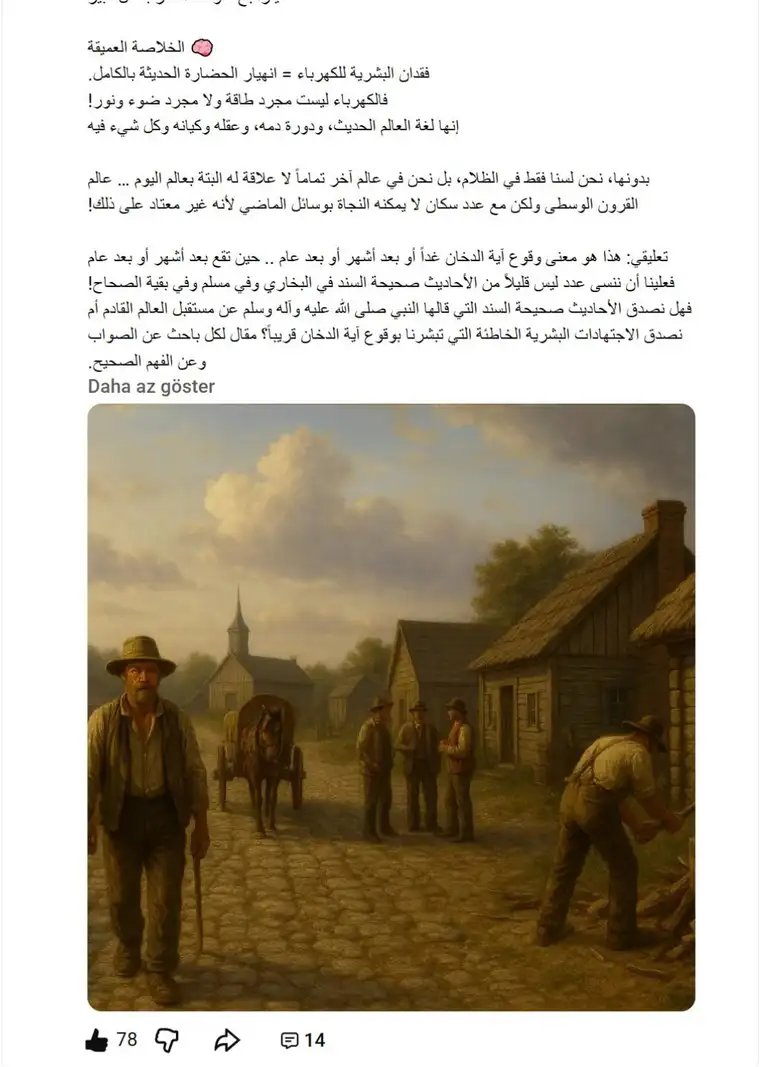 🧠 الخلاصة العميقة
فقدان البشرية للكهرباء = انهيار الحضارة الحديثة بالكامل.
فالكهرباء ليست مجرد طاقة ولا مجرد ضوء ونور!
إنها لغة العالم الحديث، ودورة دمه، وعقله وكيانه وكل شيء فيه
بدونها، نحن لسنا فقط في الظلام، بل نحن في عالم آخر تماماً لا علاقة له البتة بعالم اليوم ... عالم
القرون الوسطى ولكن مع عدد سكان لا يمكنه النجاة بوسائل الماضي لأنه غير معتاد على ذلك!
تعليقي: هذا هو معنى وقوع آية الدخان غداً أو بعد أشهر أو بعد عام .. حين تقع بعد أشهر أو بعد عام
فعلينا أن ننسى عدد ليس قليلاً من الأحاديث صحيحة السند في البخاري وفي مسلم وفي بقية الصحاح!
فهل نصدق الأحاديث صحيحة السند التي قالها النبي صلى الله عليه وآله وسلم عن مستقبل العالم القادم أم
نصدق الاجتهادات البشرية الخاطئة التي تبشرنا بوقوع آية الدخان قريباً؟ مقال لكل باحث عن الصواب
وعن الفهم الصحيح.
Daha az göster
78
14